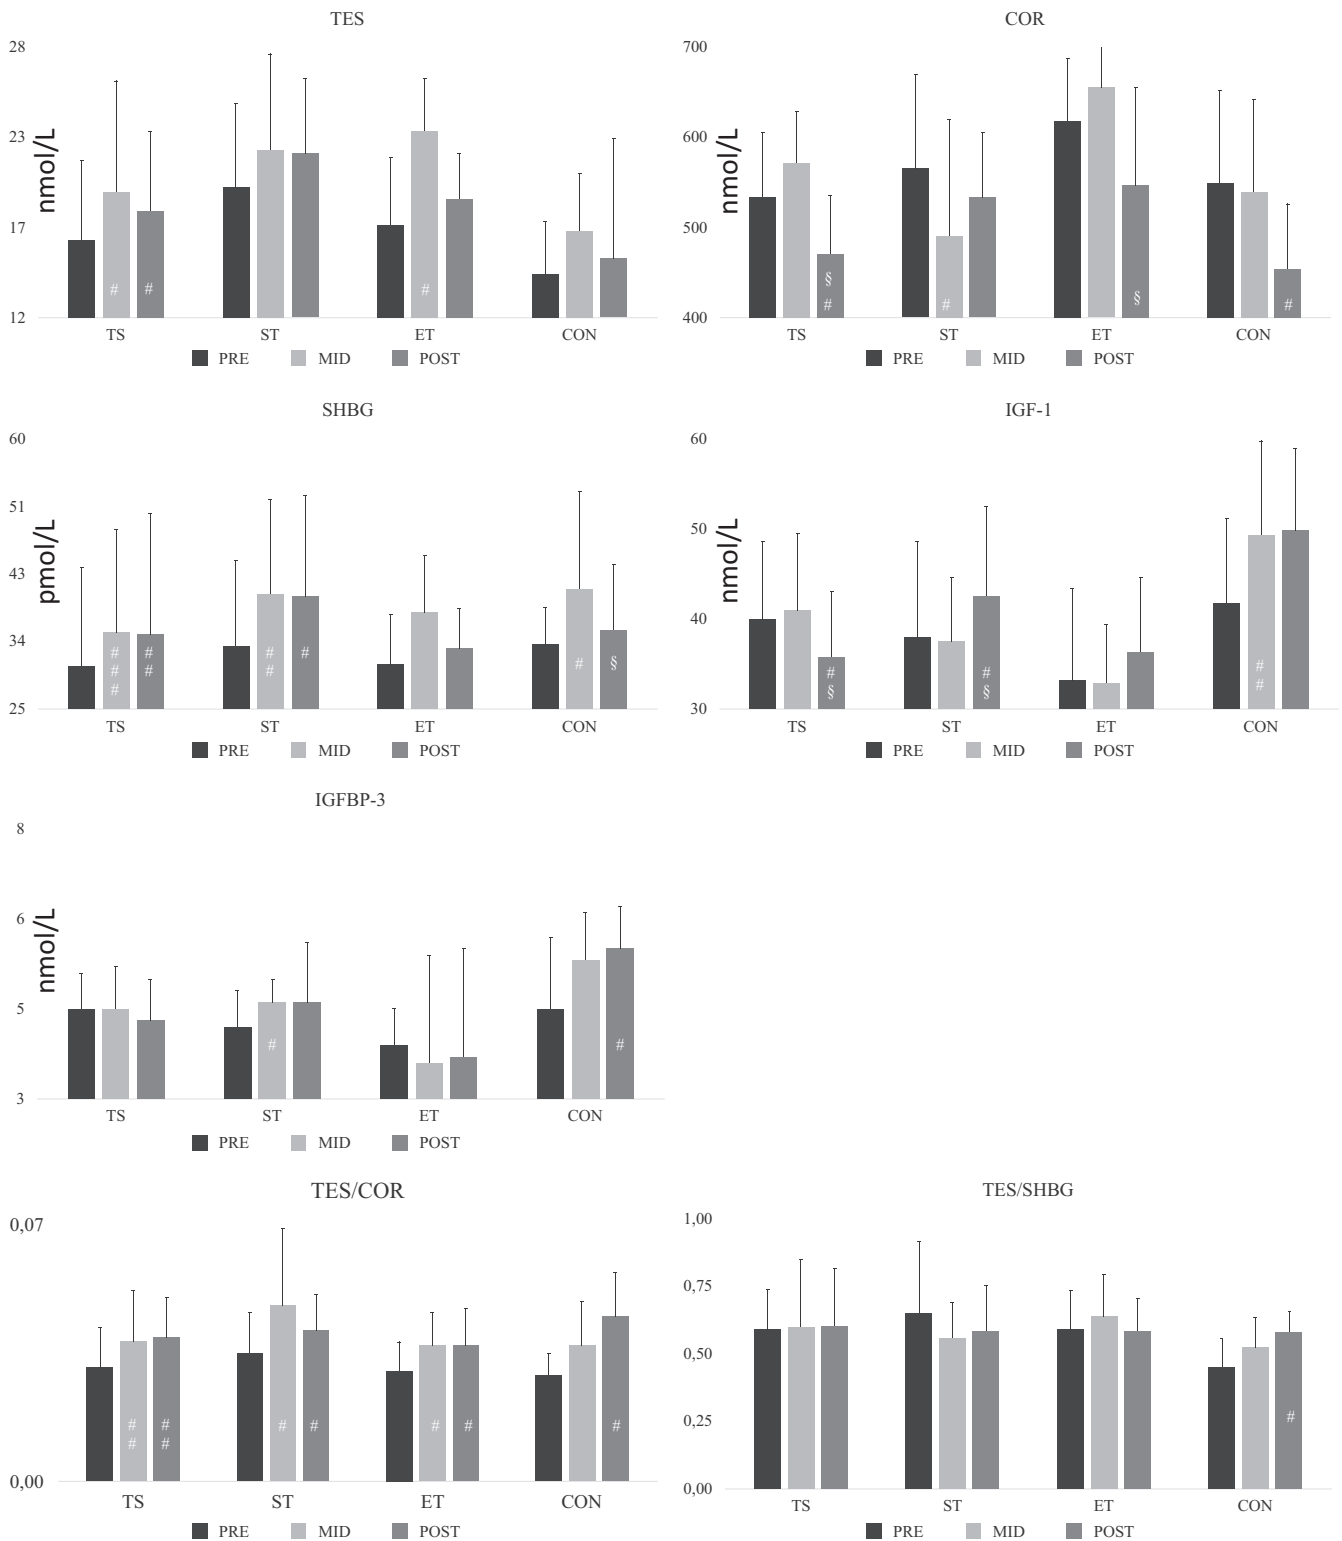 TES
28
23
17
12
nmol/L
# # #
TS ST ET CON
PRE MID POST
COR
700
600
500
400
nmol/L
§
# # § #
TS ST ET CON
PRE MID POST
SHBG
60
51
43
34
25
pmol/L
# # # # # §
# # #
#
TS ST ET CON
PRE MID POST
IGF-1
60
50
40
30
nmol/L
# # #
§ § #
TS ST ET CON
PRE MID POST
IGFBP-3
8
6
5
3
nmol/L
# #
TS ST ET CON
PRE MID POST
TES/COR
0,07
0,00
# # # # # # #
# #
TS ST ET CON
PRE MID POST
TES/SHBG
1,00
0,75
0,50
0,25
0,00
#
TS ST ET CON
PRE MID POST